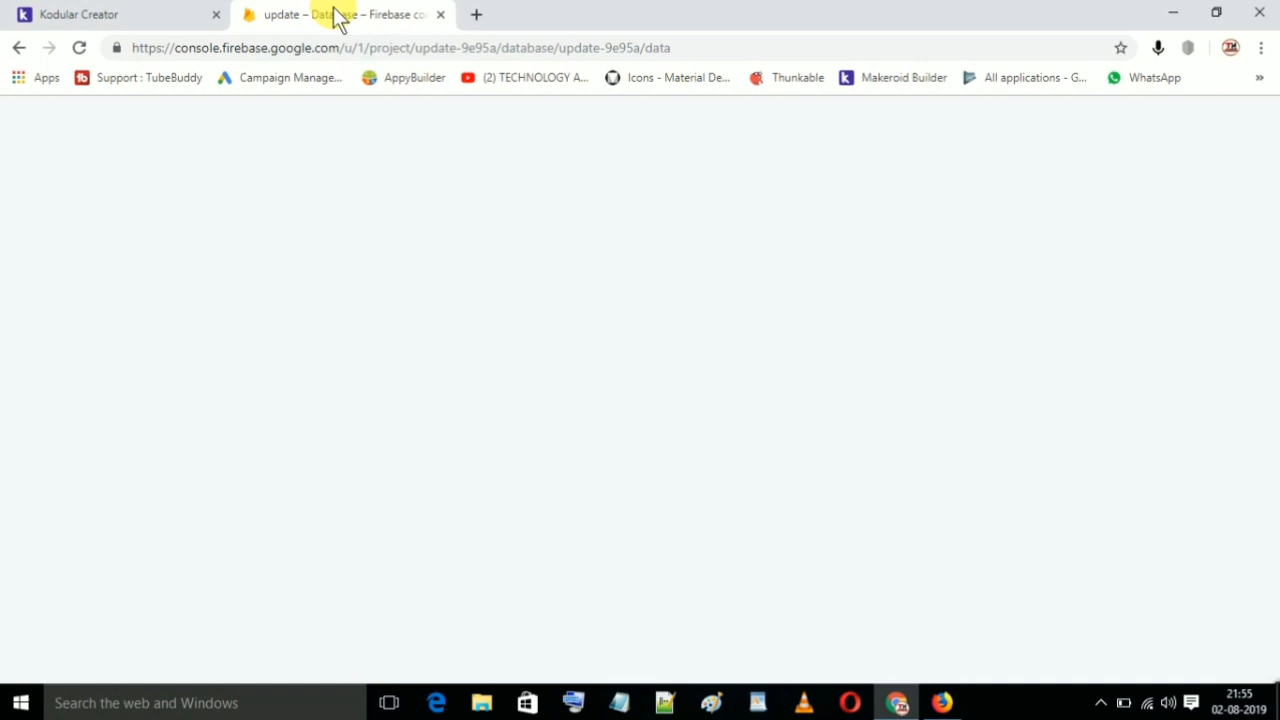 Kodular Creator
update – Database – Firebase co
https://console.firebase.google.com/u/1/project/update-9e95a/database/update-9e95a/data
Apps Support : TubeBuddy Campaign Manage... AppyBuilder (2) TECHNOLOGY A... Icons - Material De... Thunkable Makeroid Builder All applications - G... WhatsApp »
Search the web and Windows
21:55
02-08-2019